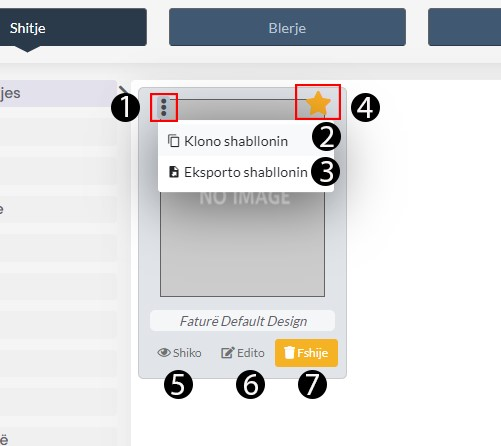 Shitje
Blerje
jes
1
4
Klono shabllonin 2
Eksporto shabllonin 3
NO IMAGE
e
Faturë Default Design
Shiko Edito Fshije
5 6 7
ë